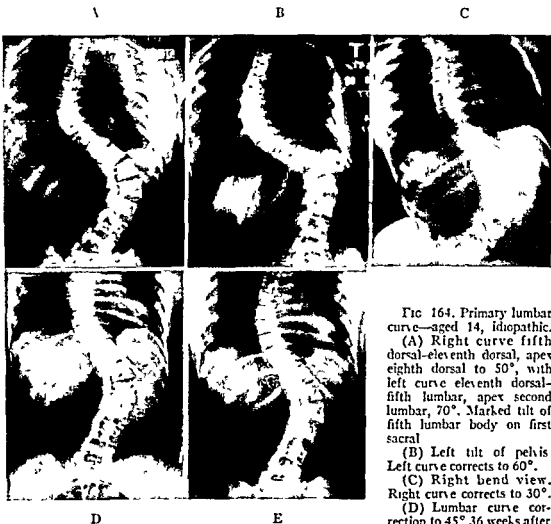 A B C
FIG 164. Primary lumbar
curve—aged 14, idiopathic.
(A) Right curve fifth
dorsal-eleventh dorsal, apex
eighth dorsal to 50°, with
left curve eleventh dorsal-
fifth lumbar, apex second
lumbar, 70°. Marked tilt of
fifth lumbar body on first
sacral
(B) Left tilt of pelvis
Left curve corrects to 60°.
(C) Right bend view.
Right curve corrects to 30°.
(D) Lumbar curve cor-
rection to 45° 36 weeks after
D E